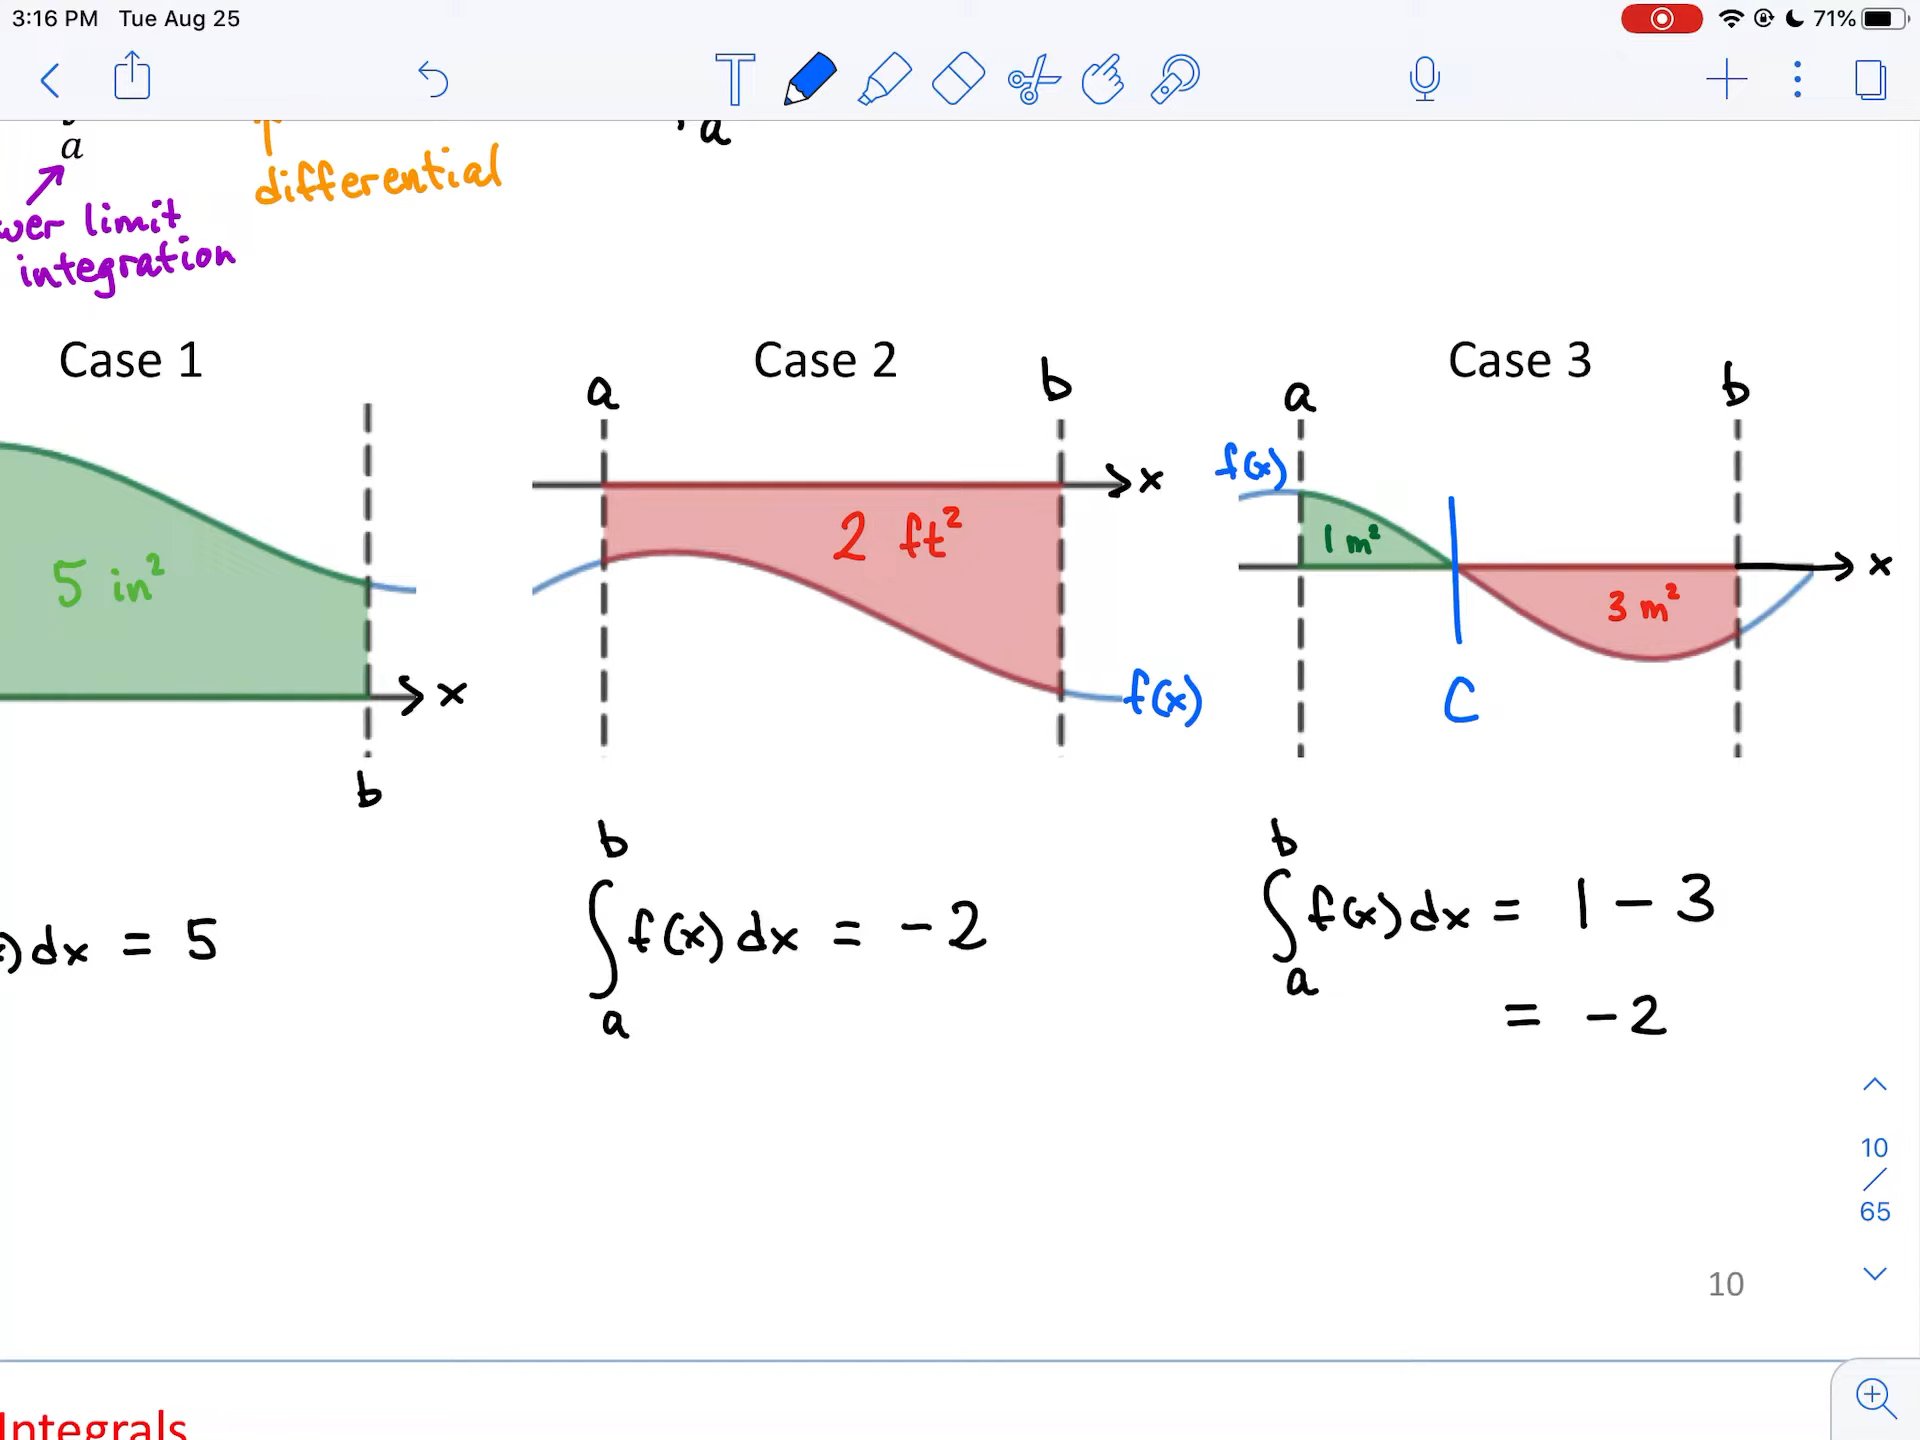 3:16 PM Tue Aug 25
71%
a
differential
a
wer limit
integration
Case 1
Case 2
Case 3
a
b
a
b
f(x)
x
2 ft²
1 m²
x
5 in²
3 m²
x
f(x)
C
b
) dx = 5
b
∫ f(x) dx = -2
a
b
∫ f(x) dx = 1 - 3
a
= -2
10
/
65
10
Integrals